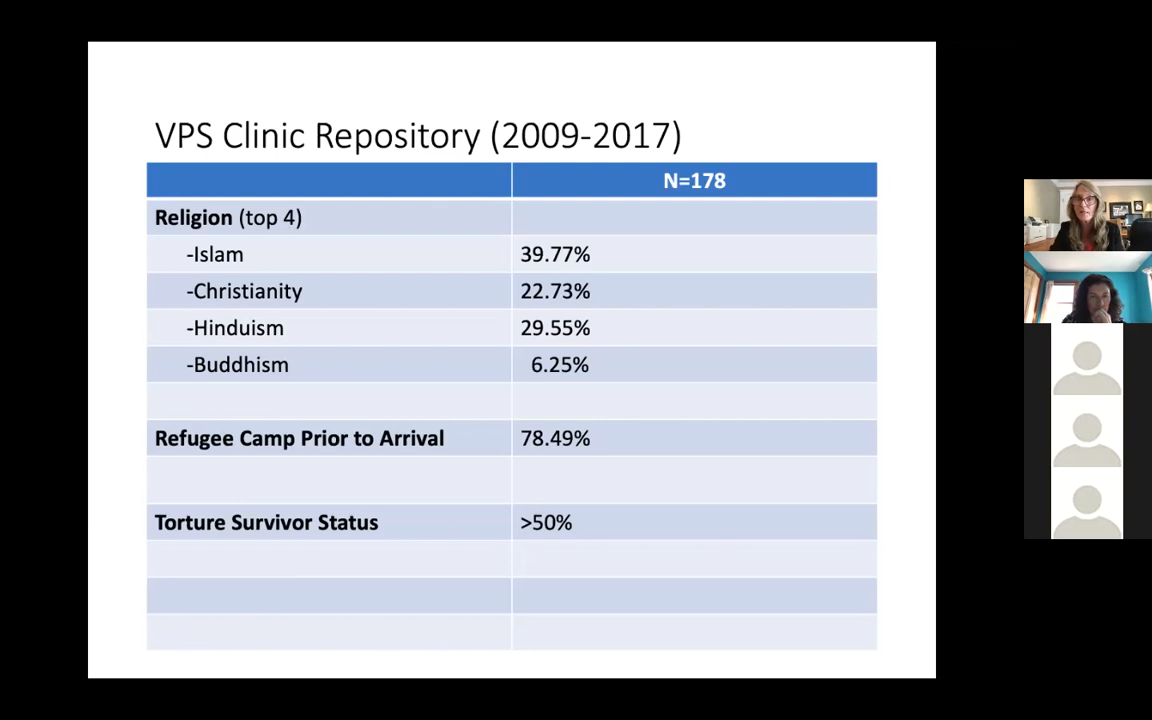 VPS Clinic Repository (2009-2017)
N=178
Religion (top 4)
-Islam 39.77%
-Christianity 22.73%
-Hinduism 29.55%
-Buddhism 6.25%
Refugee Camp Prior to Arrival 78.49%
Torture Survivor Status >50%